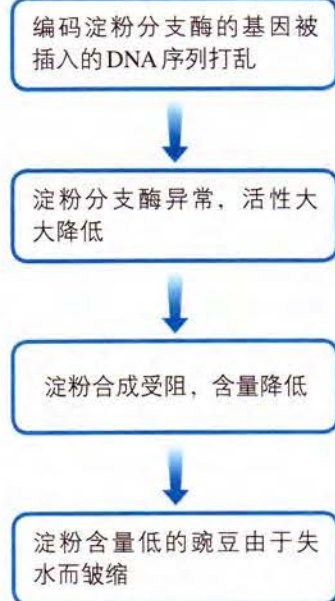 编码淀粉分支酶的基因被
插入的DNA序列打乱
淀粉分支酶异常，活性大
大降低
淀粉合成受阻，含量降低
淀粉含量低的豌豆由于失
水而皱缩